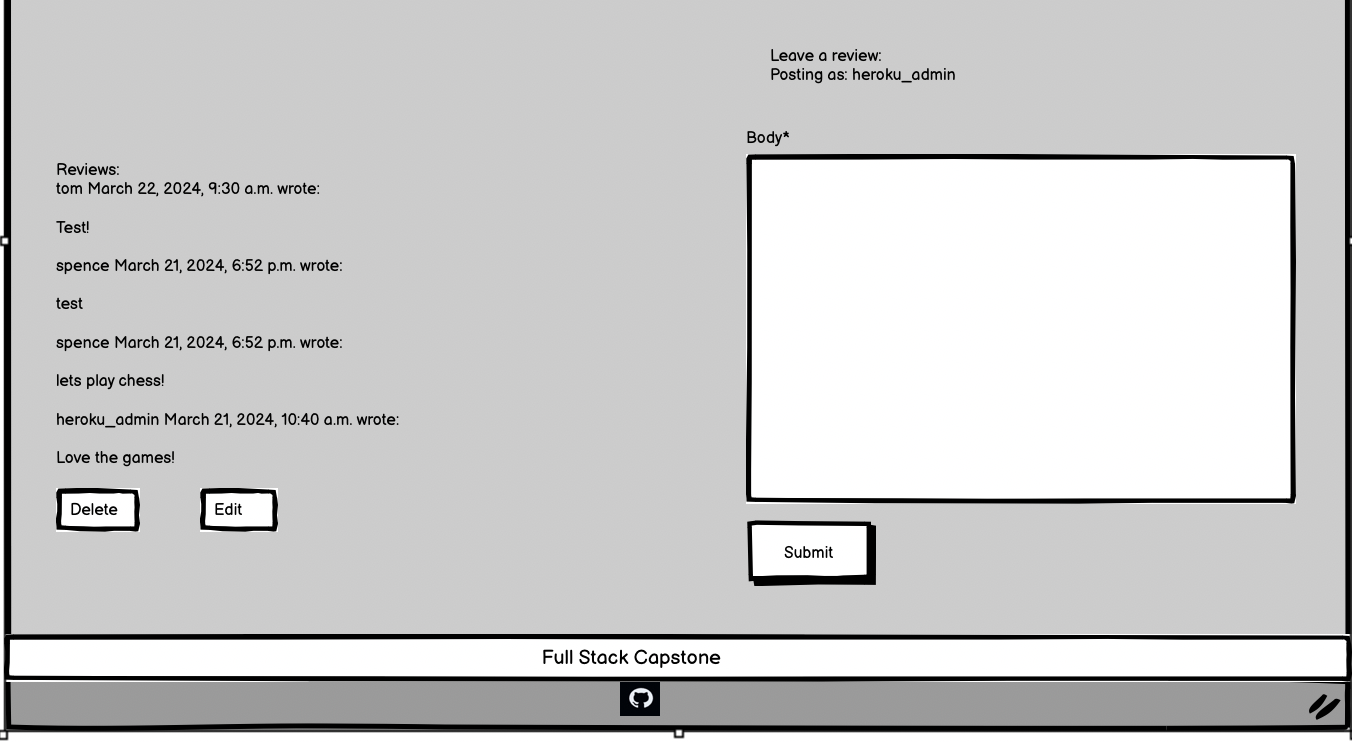 Leave a review:
Posting as: heroku_admin
Body*
Reviews:
tom March 22, 2024, 9:30 a.m. wrote:
Test!
spence March 21, 2024, 6:52 p.m. wrote:
test
spence March 21, 2024, 6:52 p.m. wrote:
lets play chess!
heroku_admin March 21, 2024, 10:40 a.m. wrote:
Love the games!
Delete
Edit
Submit
Full Stack Capstone